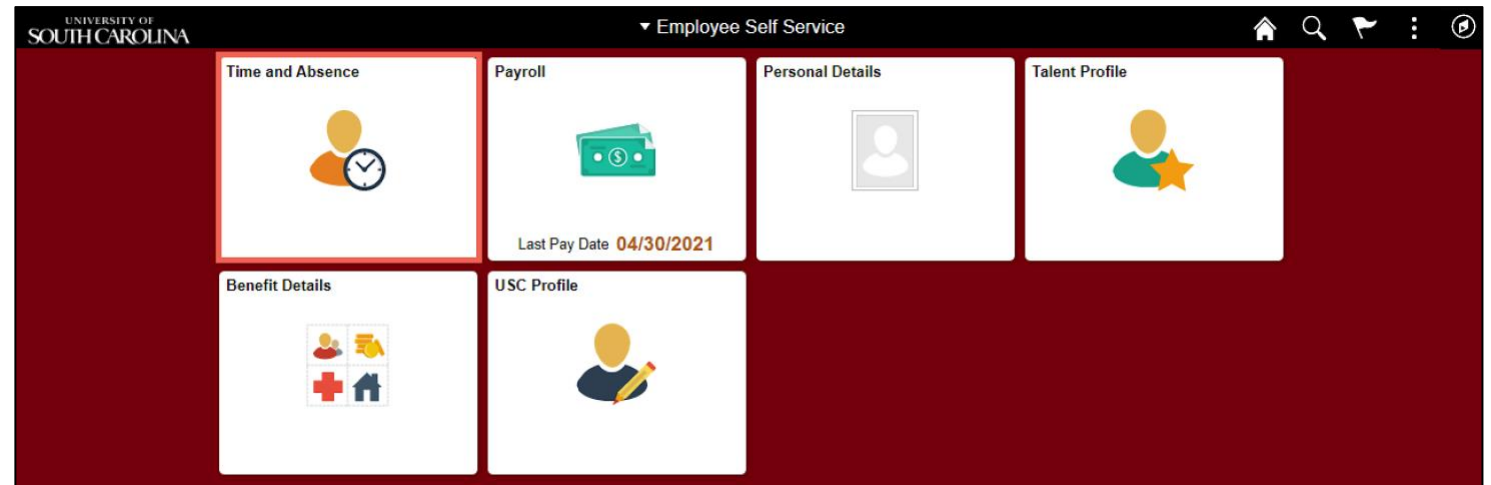 UNIVERSITY OF
SOUTH CAROLINA
Employee Self Service
Time and Absence
Payroll
Personal Details
Talent Profile
Last Pay Date 04/30/2021
Benefit Details
USC Profile